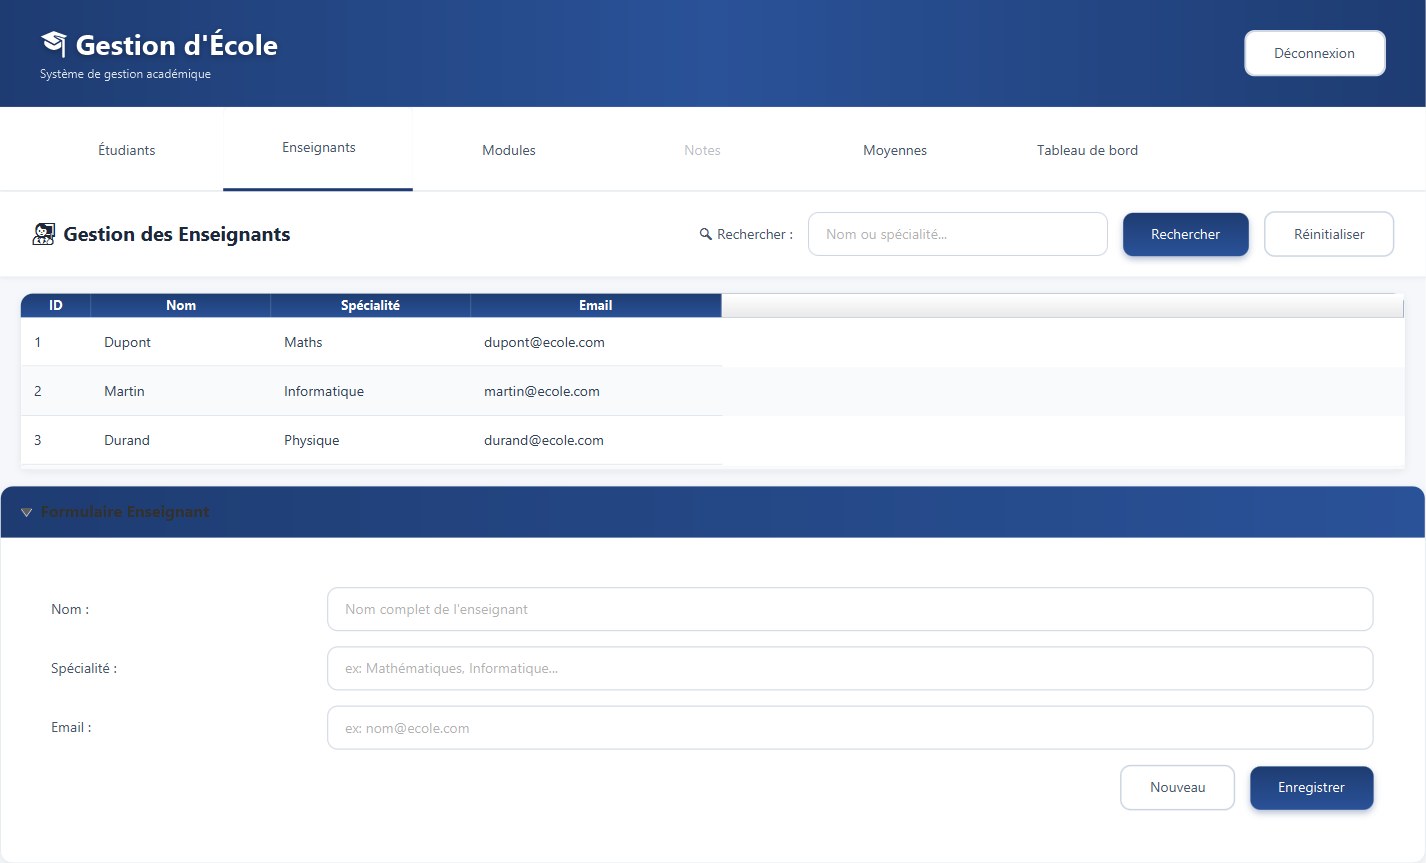 Gestion d'École
Système de gestion académique
Déconnexion
Étudiants Enseignants Modules Notes Moyennes Tableau de bord
Gestion des Enseignants
Rechercher : Nom ou spécialité... Rechercher Réinitialiser
ID Nom Spécialité Email
1 Dupont Maths dupont@ecole.com
2 Martin Informatique martin@ecole.com
3 Durand Physique durand@ecole.com
Formulaire Enseignant
Nom : Nom complet de l'enseignant
Spécialité : ex: Mathématiques, Informatique...
Email : ex: nom@ecole.com
Nouveau Enregistrer